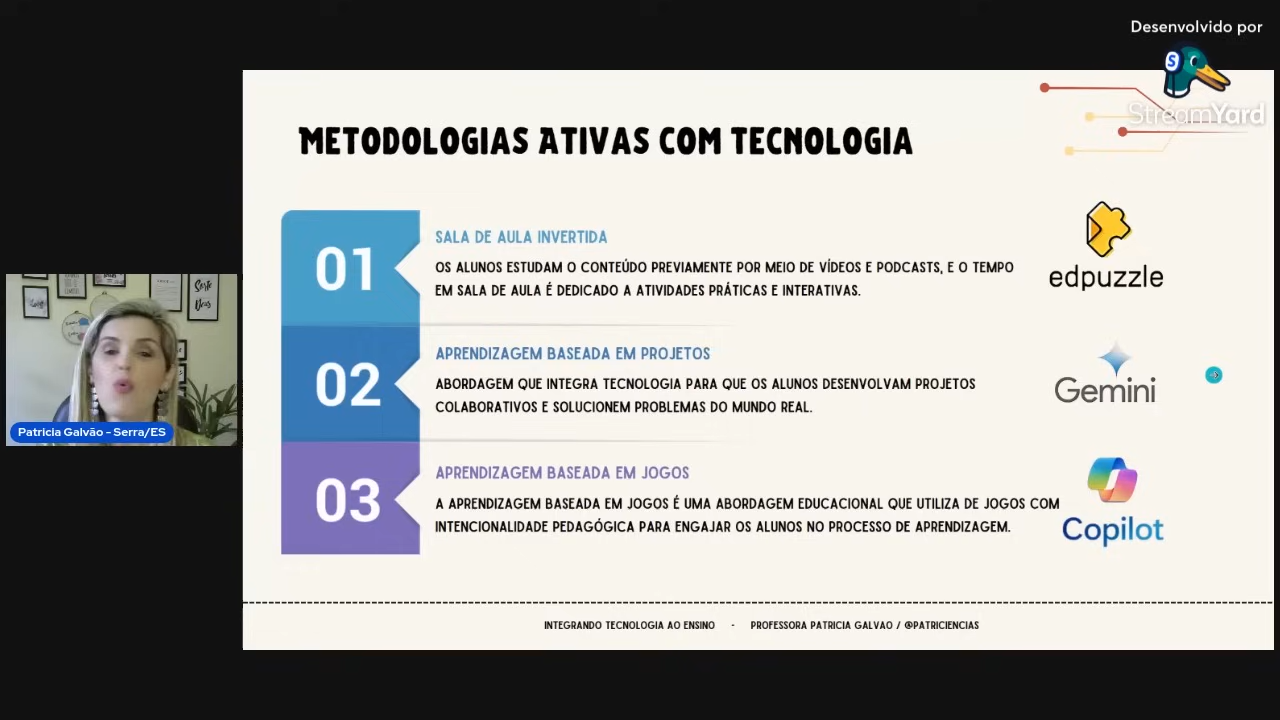 Desenvolvido por
StreamYard
METODOLOGIAS ATIVAS COM TECNOLOGIA
01
SALA DE AULA INVERTIDA
OS ALUNOS ESTUDAM O CONTEÚDO PREVIAMENTE POR MEIO DE VÍDEOS E PODCASTS, E O TEMPO
EM SALA DE AULA É DEDICADO A ATIVIDADES PRÁTICAS E INTERATIVAS.
edpuzzle
02
APRENDIZAGEM BASEADA EM PROJETOS
ABORDAGEM QUE INTEGRA TECNOLOGIA PARA QUE OS ALUNOS DESENVOLVAM PROJETOS
COLABORATIVOS E SOLUCIONEM PROBLEMAS DO MUNDO REAL.
Gemini
03
APRENDIZAGEM BASEADA EM JOGOS
A APRENDIZAGEM BASEADA EM JOGOS É UMA ABORDAGEM EDUCACIONAL QUE UTILIZA DE JOGOS COM
INTENCIONALIDADE PEDAGÓGICA PARA ENGAJAR OS ALUNOS NO PROCESSO DE APRENDIZAGEM.
Copilot
INTEGRANDO TECNOLOGIA AO ENSINO - PROFESSORA PATRICIA GALVAO / @PATRICIENCIAS
Patricia Galvão - Serra/ES